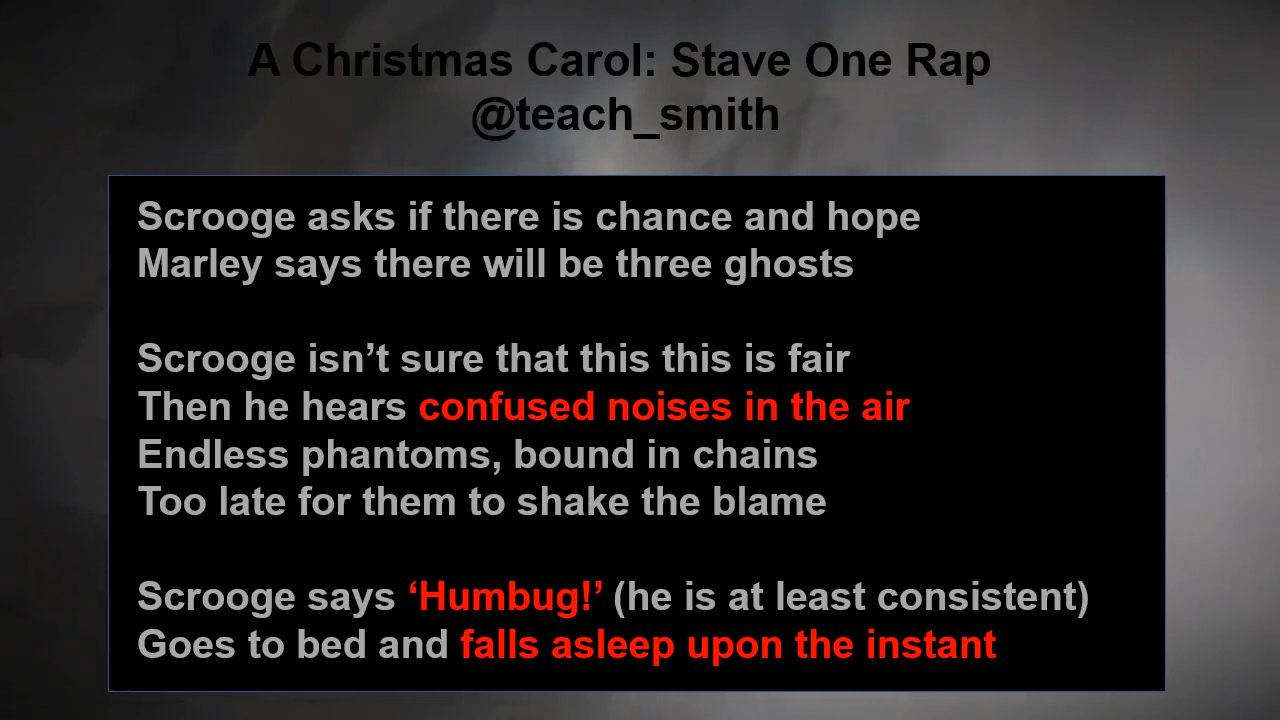 A Christmas Carol: Stave One Rap
@teach_smith
Scrooge asks if there is chance and hope
Marley says there will be three ghosts
Scrooge isn’t sure that this this is fair
Then he hears confused noises in the air
Endless phantoms, bound in chains
Too late for them to shake the blame
Scrooge says ‘Humbug!’ (he is at least consistent)
Goes to bed and falls asleep upon the instant